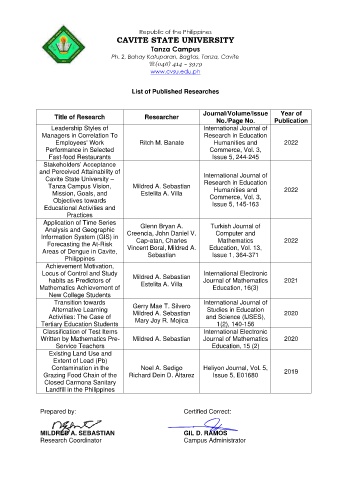 Republic of the Philippines
CAVITE STATE UNIVERSITY
Tanza Campus
Ph. 2, Bahay Katuparan, Bagtas, Tanza, Cavite
☎(046) 414 – 3979
www.cvsu.edu.ph
List of Published Researches
Title of Research
Researcher
Journal/Volume/Issue
No./Page No.
Year of
Publication
Leadership Styles of
Managers in Correlation To
Employees' Work
Performance in Selected
Fast food Restaurants
Ritch M. Banate
International Journal of
Research in Education
Humanities and
Commerce, Vol. 3,
Issue 5, 244-245
2022
Stakeholders' Acceptance
and Perceived Attainability of
Cavite State University –
Tanza Campus Vision,
Mission, Goals, and
Objectives towards
Educational Activities and
Practices
Mildred A. Sebastian
Estelita A. Villa
International Journal of
Research in Education
Humanities and
Commerce, Vol. 3,
Issue 5, 145-163
2022
Application of Time Series
Analysis and Geographic
Information System (GIS) in
Forecasting the At-Risk
Areas of Dengue in Cavite,
Philippines
Glenn Bryan A.
Creencia, John Daniel V.
Cap-atan, Charles
Vincent Boral, Mildred A.
Sebastian
Turkish Journal of
Computer and
Mathematics
Education, Vol. 13,
Issue 1, 364-371
2022
Achievement Motivation,
Locus of Control and Study
habits as Predictors of
Mathematics Achievement of
New College Students
Mildred A. Sebastian
Estelita A. Villa
International Electronic
Journal of Mathematics
Education, 16(3)
2021
Transition towards
Alternative Learning
Activities: The Case of
Tertiary Education Students
Gerry Mae T. Silvero
Mildred A. Sebastian
Mary Joy R. Mojica
International Journal of
Studies in Education
and Science (IJSES),
1(2), 140-156
2020
Classification of Test Items
Written by Mathematics Pre-
Service Teachers
Mildred A. Sebastian
International Electronic
Journal of Mathematics
Education, 15 (2)
2020
Existing Land Use and
Extent of Lead (Pb)
Contamination in the
Grazing Food Chain of the
Closed Carmona Sanitary
Landfill in the Philippines
Noel A. Sedigo
Richard Dein D. Altarez
Heliyon Journal, Vol. 5,
Issue 5, E01680
2019
Prepared by:
Certified Correct:
MILDRED A. SEBASTIAN
GIL D. RAMOS
Research Coordinator
Campus Administrator